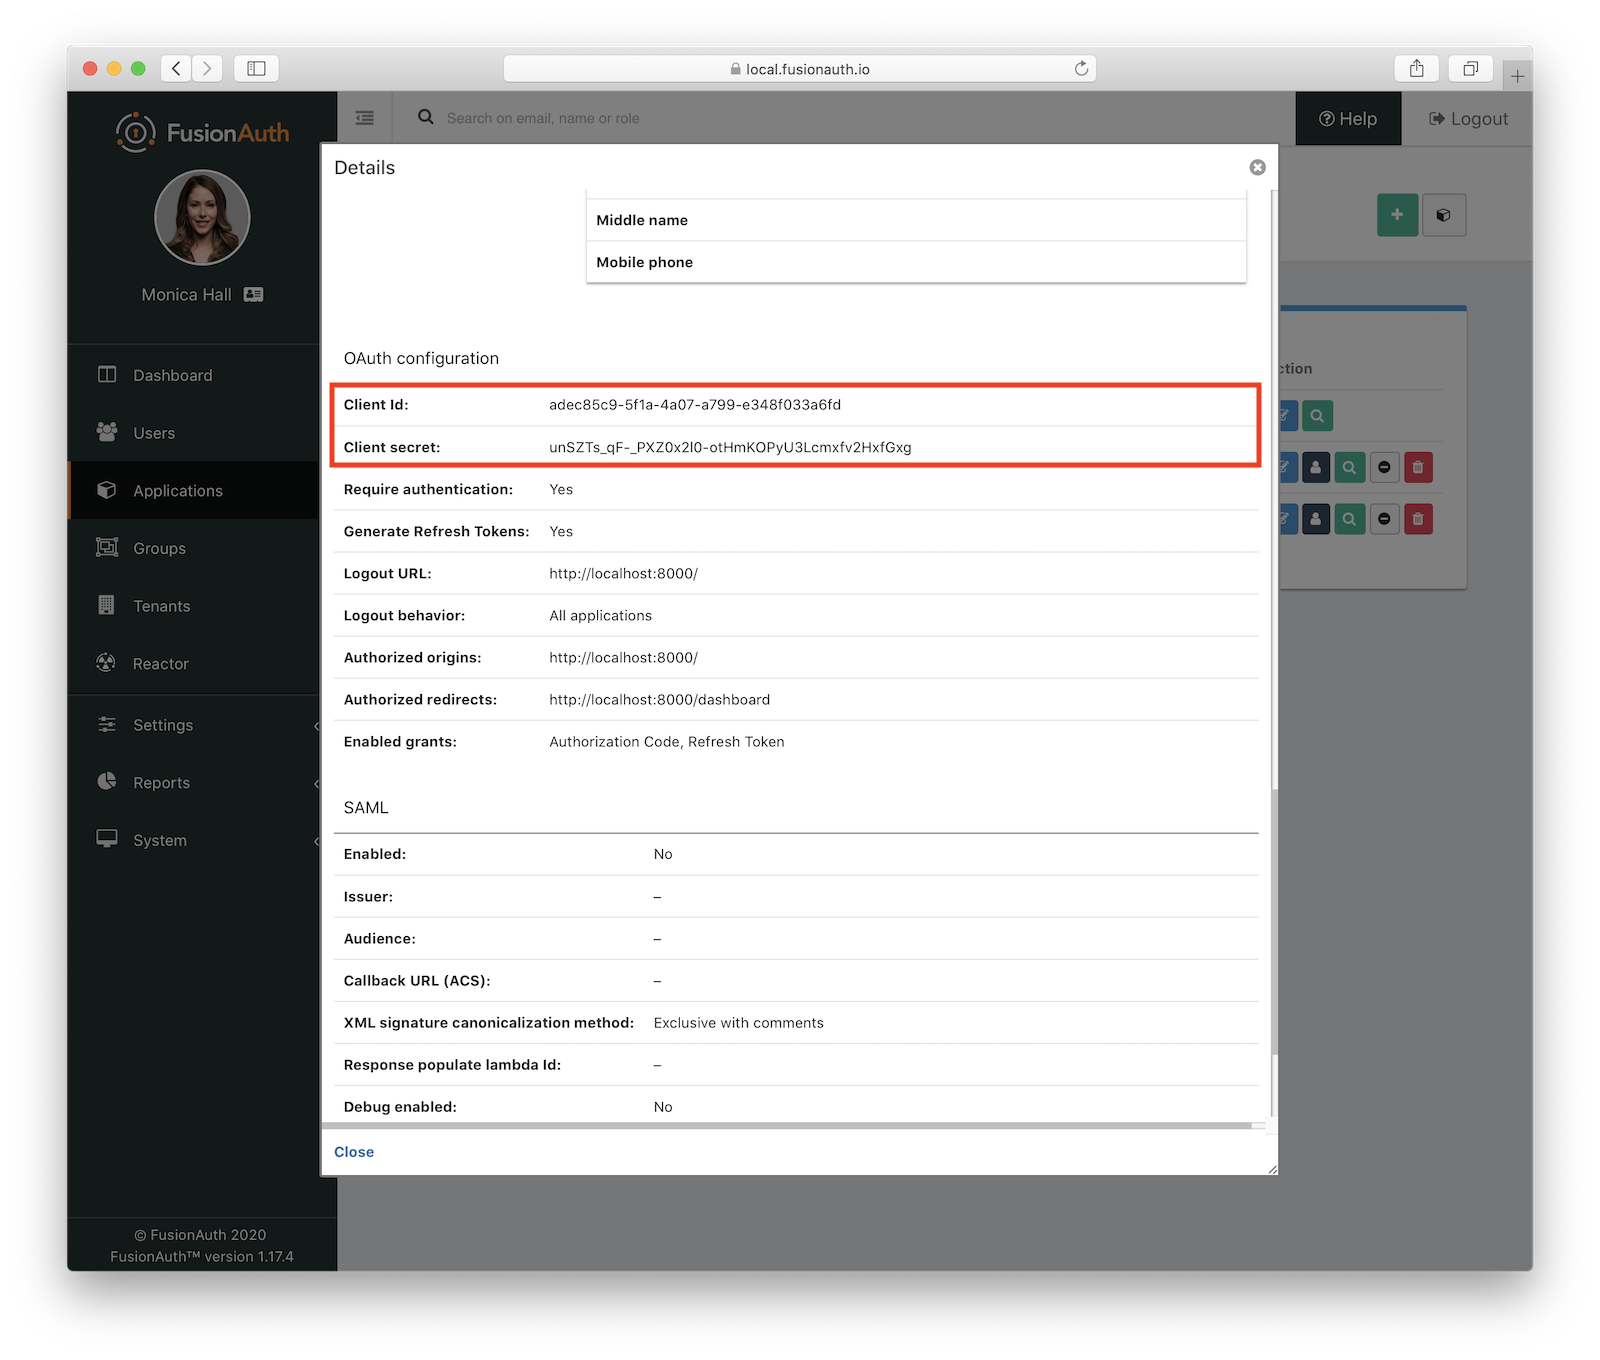 local.fusionauth.io
FusionAuth
Search on email, name or role
Help
Logout
Monica Hall
Dashboard
Users
Applications
Groups
Tenants
Reactor
Settings
Reports
System
© FusionAuth 2020
FusionAuth™ version 1.17.4
Details
Middle name
Mobile phone
OAuth configuration
Client Id: adec85c9-5f1a-4a07-a799-e348f033a6fd
Client secret: unSZTs_qF-_PXZ0x2l0-otHmKOPyU3Lcmxfv2HxfGxg
Require authentication: Yes
Generate Refresh Tokens: Yes
Logout URL: http://localhost:8000/
Logout behavior: All applications
Authorized origins: http://localhost:8000/
Authorized redirects: http://localhost:8000/dashboard
Enabled grants: Authorization Code, Refresh Token
SAML
Enabled: No
Issuer: –
Audience: –
Callback URL (ACS): –
XML signature canonicalization method: Exclusive with comments
Response populate lambda Id: –
Debug enabled: No
Close
ction